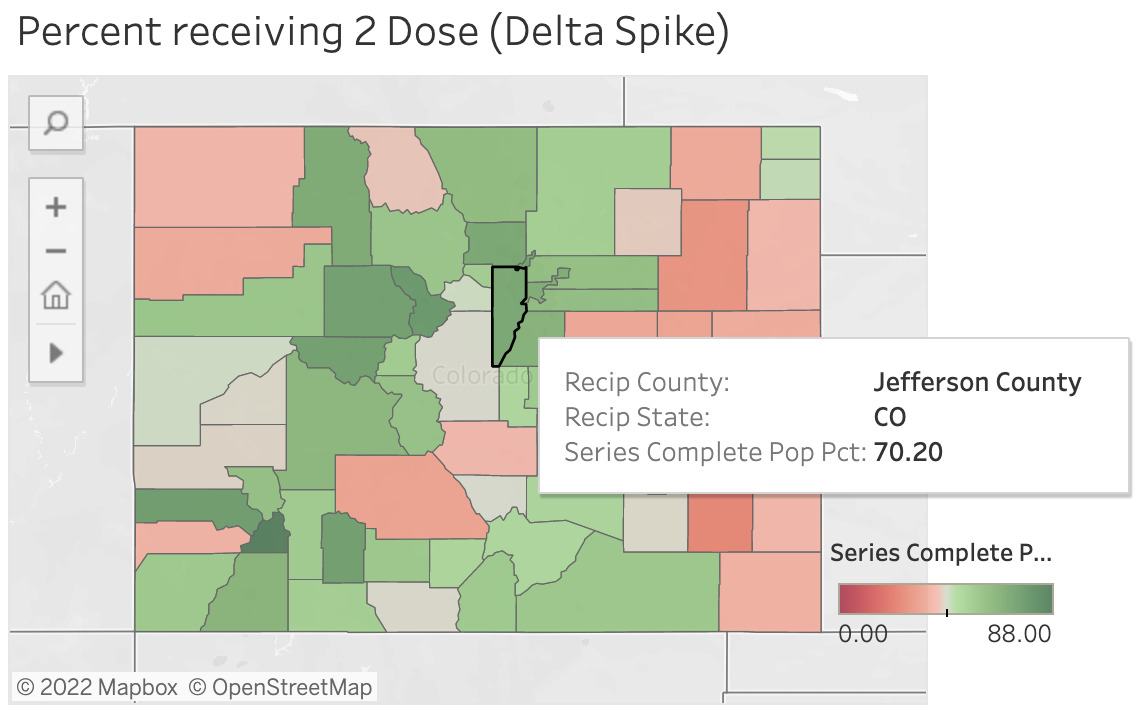 Percent receiving 2 Dose (Delta Spike)
Colorado
Recip County: Jefferson County
Recip State: CO
Series Complete Pop Pct: 70.20
Series Complete P...
0.00 88.00
© 2022 Mapbox © OpenStreetMap